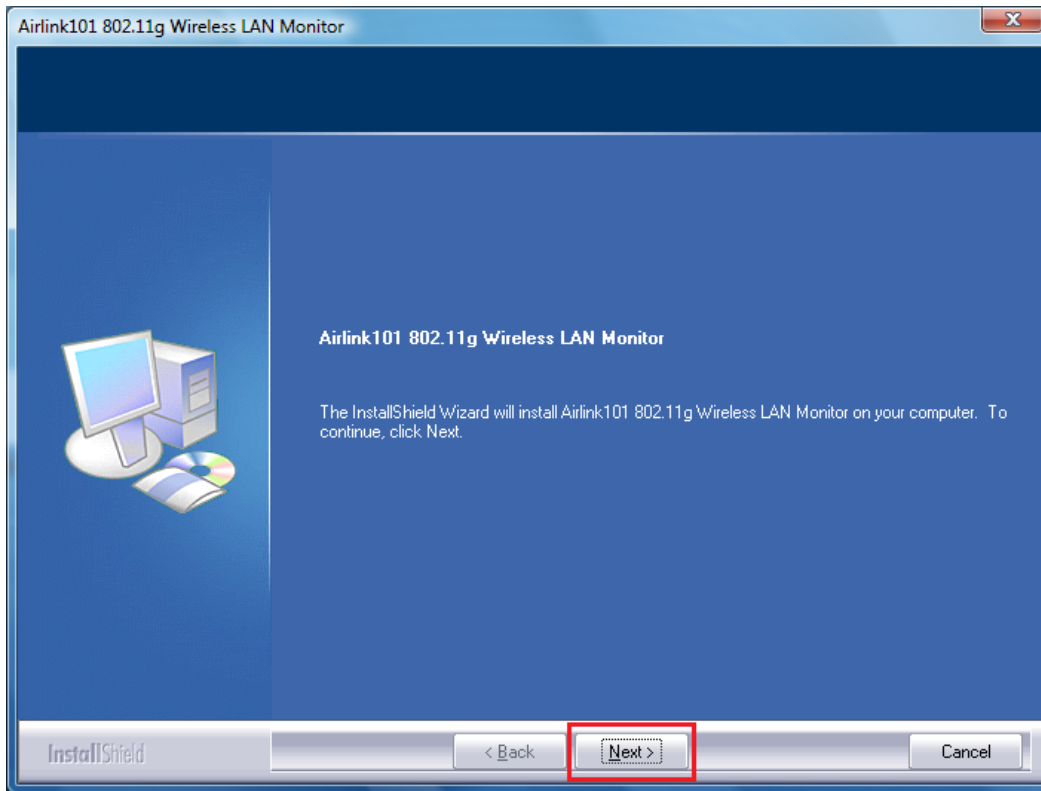 Airlink101 802.11g Wireless LAN Monitor
X
Airlink101 802.11g Wireless LAN Monitor
The InstallShield Wizard will install Airlink101 802.11g Wireless LAN Monitor on your computer.  To
continue, click Next.
InstallShield
< Back
Next >
Cancel